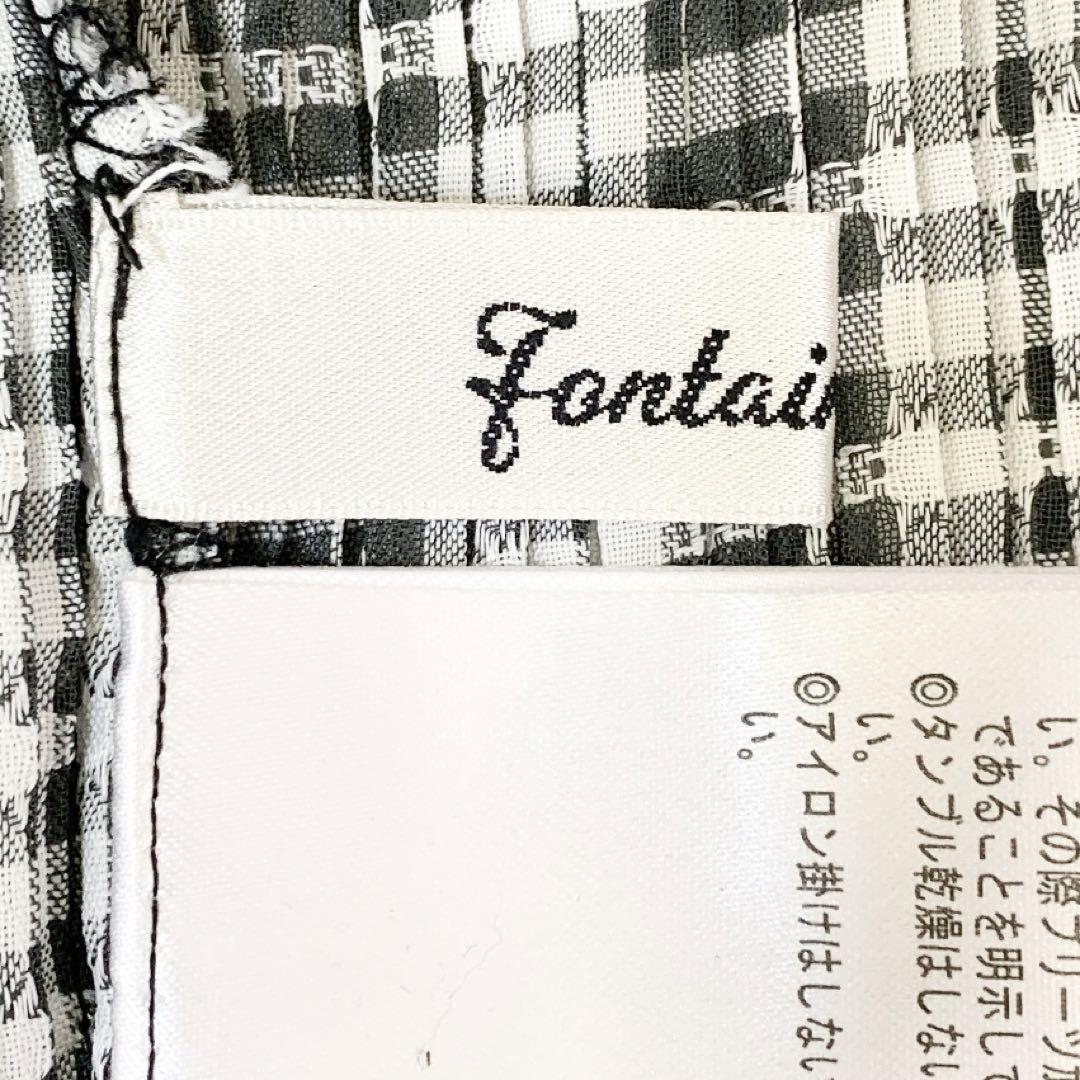 Fontai
い。その際プリーツ
であることを明示して
◎タンブル乾燥はしない
い。
◎アイロン掛けはしない
い。